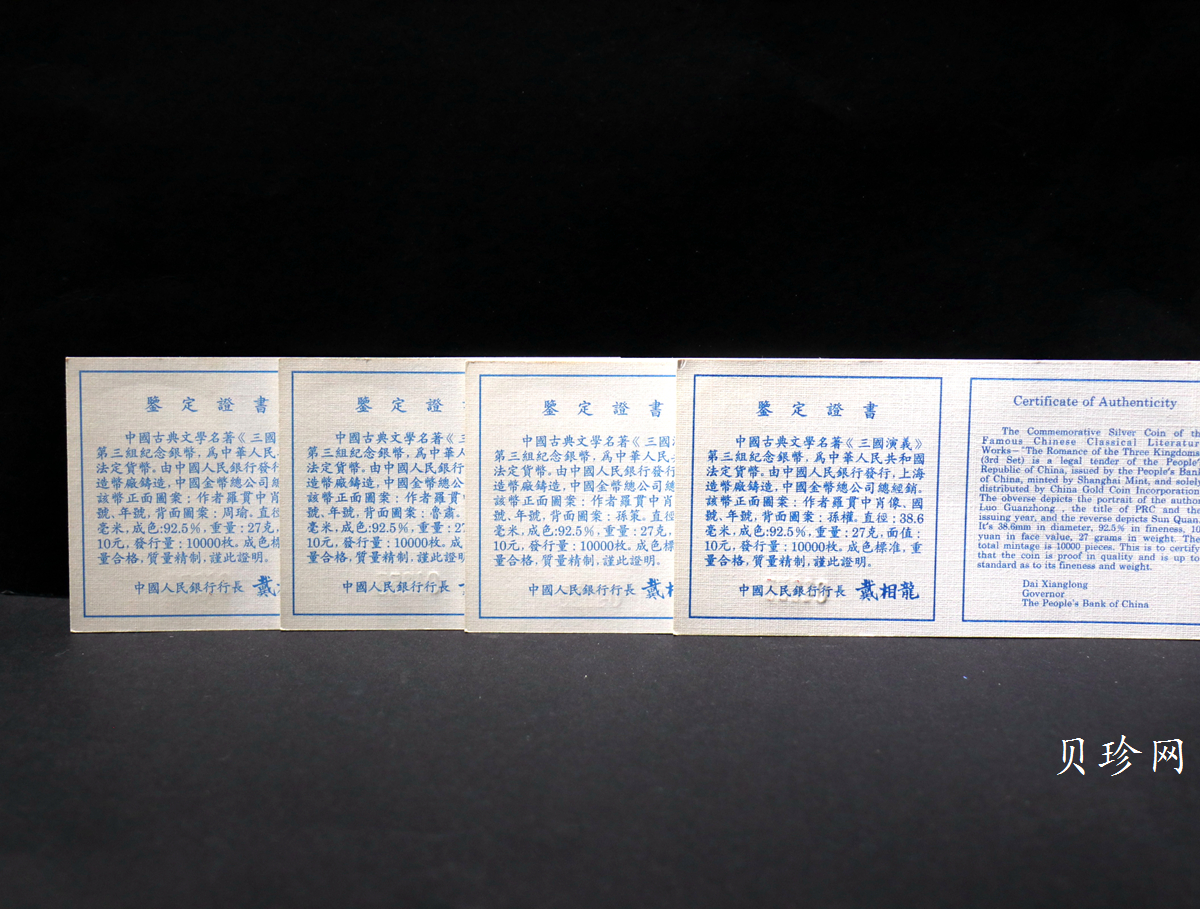 鑒定證書
中國古典文學名著《三國
第三組紀念銀幣，爲中華人民
法定貨幣。由中國人民銀行發行
造幣廠鑄造，中國金幣總公司總
該幣正面圖案：作者羅貫中肖
號、年號，背面圖案：周瑜。直徑
毫米，成色:92.5%，重量：27克
10元，發行量：10000枚。成色
量合格，質量精制，謹此證明。
中國人民銀行行長 戴
鑒定證
中國古典文學名著《三
第三組紀念銀幣，爲中華人
法定貨幣。由中國人民銀行
造幣廠鑄造，中國金幣總公
該幣正面圖案：作者羅貫中
號、年號，背面圖案：魯肅。
毫米，成色:92.5%，重量：2
10元，發行量：10000枚。成
量合格，質量精制，謹此證明
中國人民銀行行長
鑒定證書
中國古典文學名著《三國
第三組紀念銀幣，爲中華人民
法定貨幣。由中國人民銀行發行
造幣廠鑄造，中國金幣總公司總
該幣正面圖案：作者羅貫中肖
號、年號，背面圖案：孫策。直徑
毫米，成色:92.5%，重量：27克
10元，發行量：10000枚。成色標
量合格，質量精制，謹此證明。
中國人民銀行行長 戴相
鑒定證書
中國古典文學名著《三國演義》
第三組紀念銀幣，爲中華人民共和國
法定貨幣。由中國人民銀行發行，上海
造幣廠鑄造，中國金幣總公司總經銷。
該幣正面圖案：作者羅貫中肖像、國
號、年號，背面圖案：孫權。直徑：38.6
毫米，成色:92.5%，重量：27克，面值：
10元，發行量：10000枚。成色標准，重
量合格，質量精制，謹此證明。
中國人民銀行行長 戴相龍
Certificate of Authenticity
The Commemorative Silver Coin of th
Famous Chinese Classical Literatur
Works—"The Romance of the Three Kingdoms
(3rd Set) is a legal tender of the People'
Republic of China, issued by the People's Bank
of China, minted by Shanghai Mint, and solely
distributed by China Gold Coin Incorporation
The obverse depicts the portrait of the author
Luo Guanzhong , the title of PRC and the
issuing year, and the reverse depicts Sun Quan.
It's 38.6mm in diameter, 92.5% in fineness, 10
yuan in face value, 27 grams in weight. The
total mintage is 10000 pieces. This is to certify
that the coin is proof in quality and is up to
standard as to its fineness and weight.
Dai Xianglong
Governor
The People's Bank of China
贝珍网